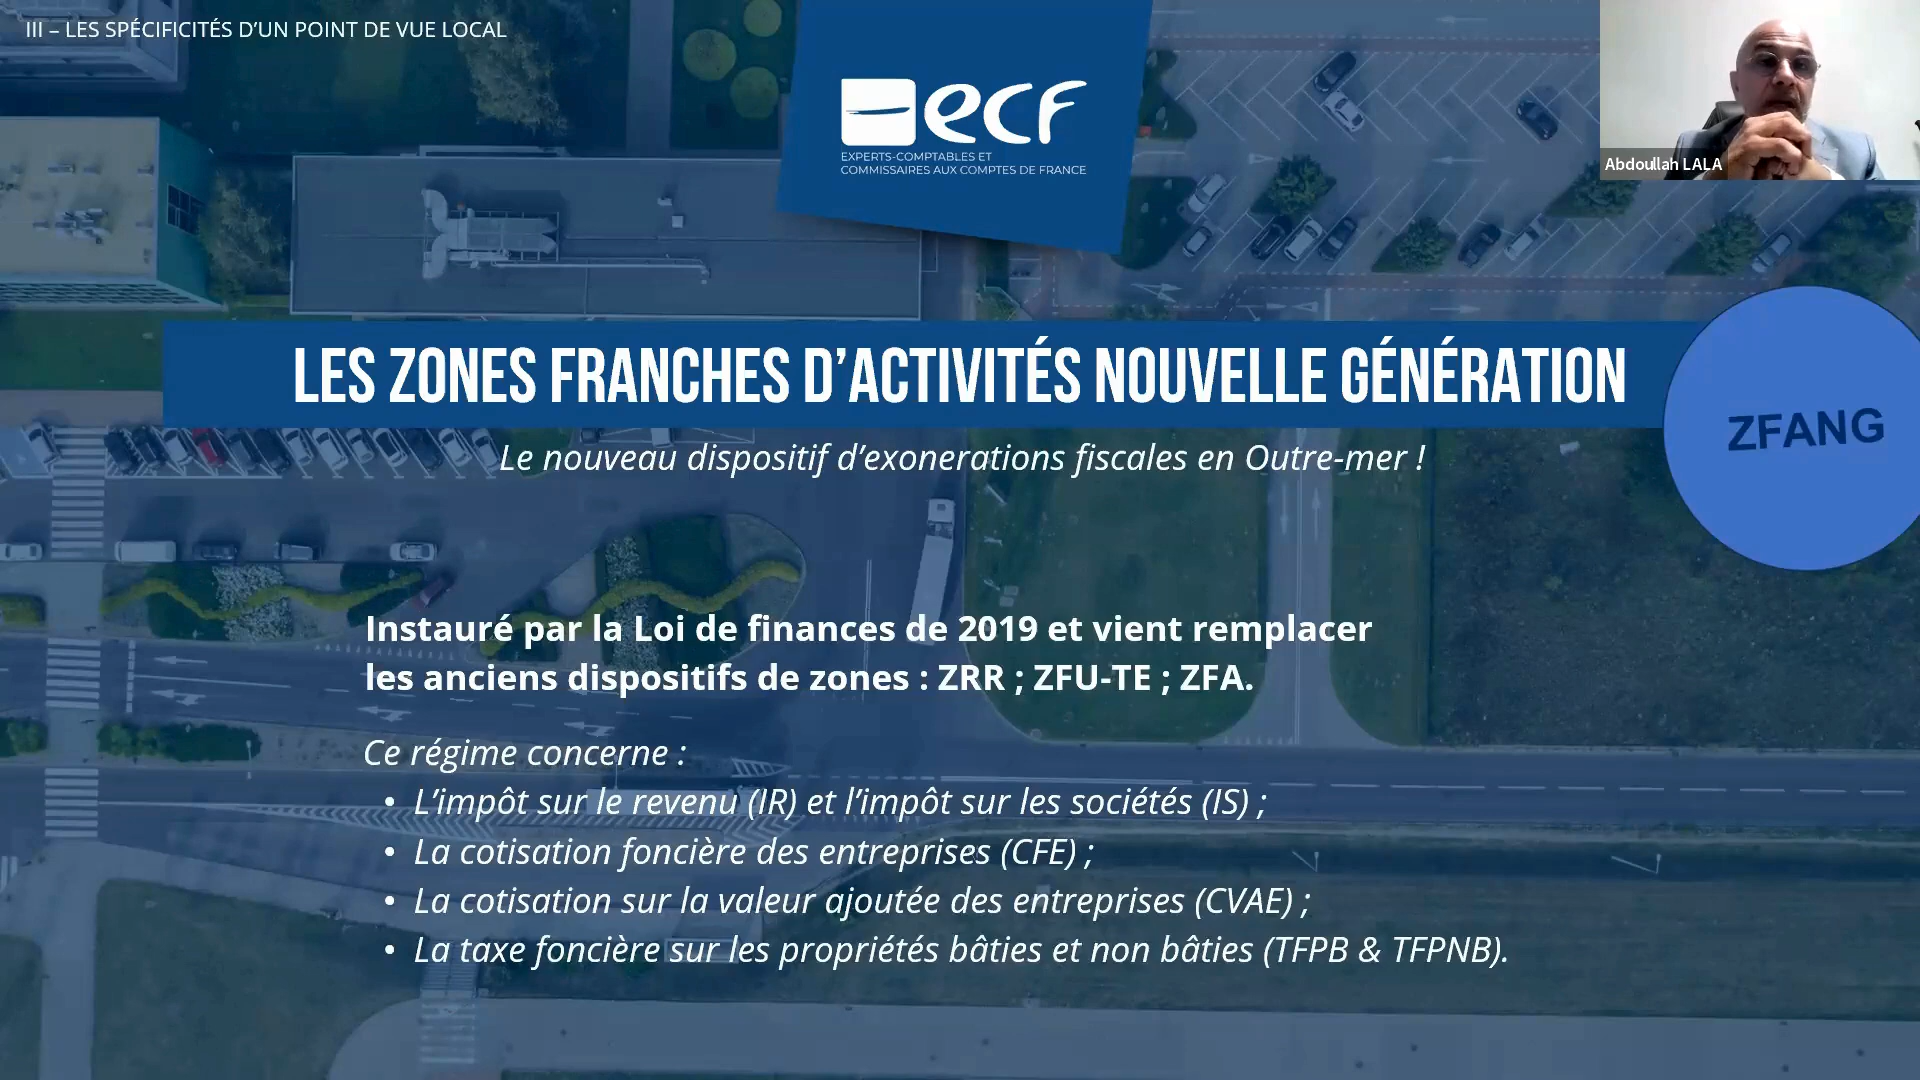 III – LES SPÉCIFICITÉS D’UN POINT DE VUE LOCAL
ecf
EXPERTS-COMPTABLES ET
COMMISSAIRES AUX COMPTES DE FRANCE
Abdoullah LALA
LES ZONES FRANCHES D’ACTIVITÉS NOUVELLE GÉNÉRATION
ZFANG
Le nouveau dispositif d’exonerations fiscales en Outre-mer !
Instauré par la Loi de finances de 2019 et vient remplacer
les anciens dispositifs de zones : ZRR ; ZFU-TE ; ZFA.
Ce régime concerne :
• L’impôt sur le revenu (IR) et l’impôt sur les sociétés (IS) ;
• La cotisation foncière des entreprises (CFE) ;
• La cotisation sur la valeur ajoutée des entreprises (CVAE) ;
• La taxe foncière sur les propriétés bâties et non bâties (TFPB & TFPNB).